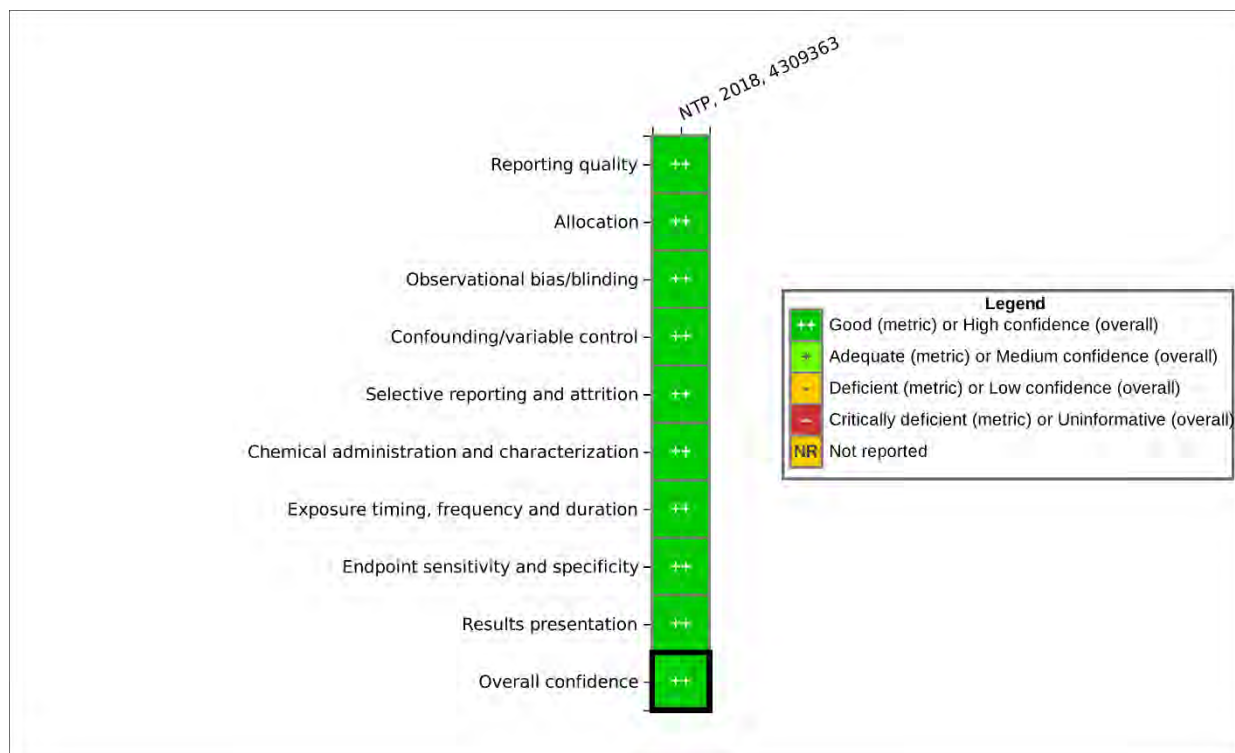 NTP, 2018, 4309363
Reporting quality
++
Allocation
++
Observational bias/blinding
++
Confounding/variable control
++
Selective reporting and attrition
++
Chemical administration and characterization
++
Exposure timing, frequency and duration
++
Endpoint sensitivity and specificity
++
Results presentation
++
Overall confidence
++
Legend
++ Good (metric) or High confidence (overall)
+ Adequate (metric) or Medium confidence (overall)
- Deficient (metric) or Low confidence (overall)
− Critically deficient (metric) or Uninformative (overall)
NR Not reported